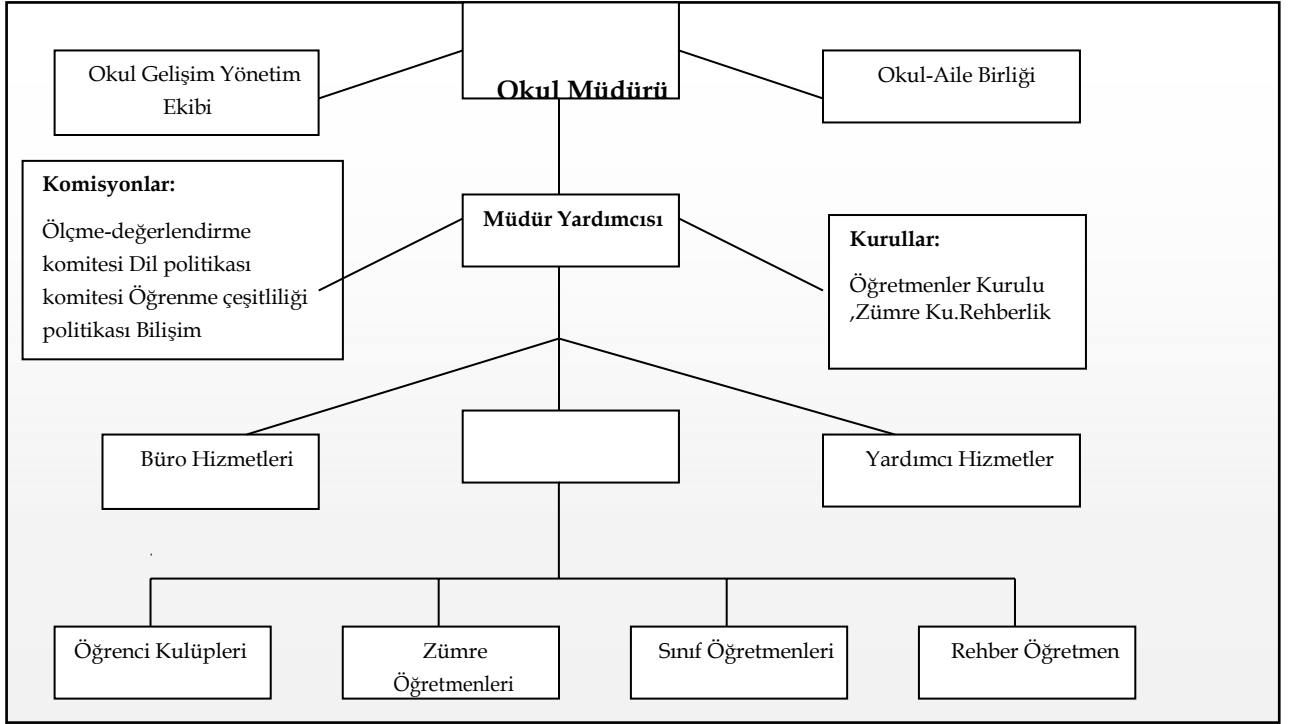 Okul Gelişim Yönetim
Ekibi
Okul Müdürü
Okul-Aile Birliği
Komisyonlar:
Ölçme-değerlendirme
komitesi Dil politikası
komitesi Öğrenme çeşitliliği
politikası Bilişim
Müdür Yardımcısı
Kurullar:
Öğretmenler Kurulu
,Zümre Ku.Rehberlik
Büro Hizmetleri
Yardımcı Hizmetler
Öğrenci Kulüpleri
Zümre
Öğretmenleri
Sınıf Öğretmenleri
Rehber Öğretmen